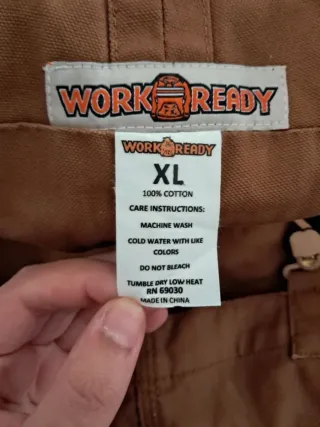 WORK READY
WORK READY
XL
100% COTTON
CARE INSTRUCTIONS:
MACHINE WASH
COLD WATER WITH LIKE
COLORS
DO NOT BLEACH
TUMBLE DRY LOW HEAT
RN 69030
MADE IN CHINA